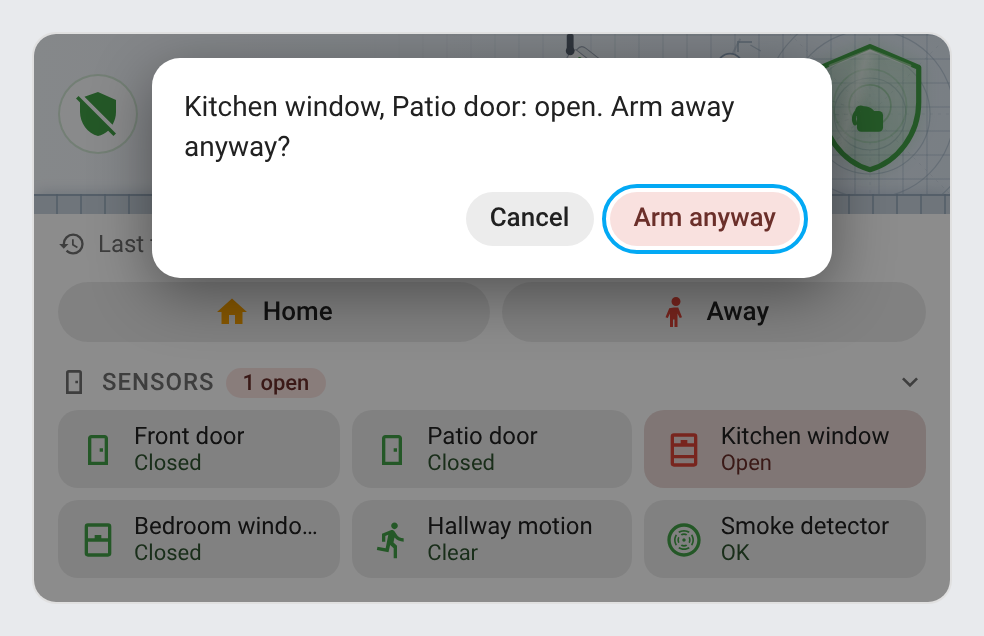 Kitchen window, Patio door: open. Arm away
anyway?
Cancel
Arm anyway
Last
Home
Away
SENSORS
1 open
Front door
Closed
Patio door
Closed
Kitchen window
Open
Bedroom windo...
Closed
Hallway motion
Clear
Smoke detector
OK